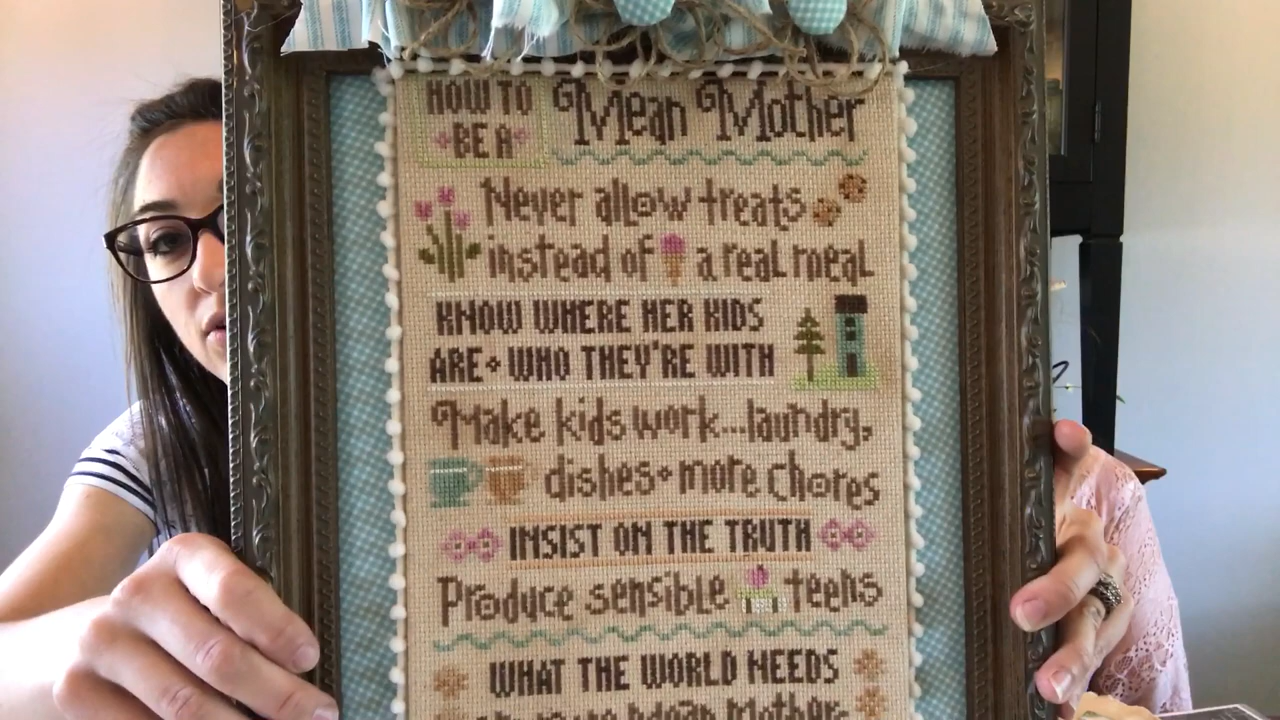 HOW TO
BE A
Mean Mother
Never allow treats
instead of a real meal
KNOW WHERE HER KIDS
ARE + WHO THEY'RE WITH
Make kids work...laundry,
dishes + more chores
INSIST ON THE TRUTH
Produce sensible teens
WHAT THE WORLD NEEDS
mean Mother